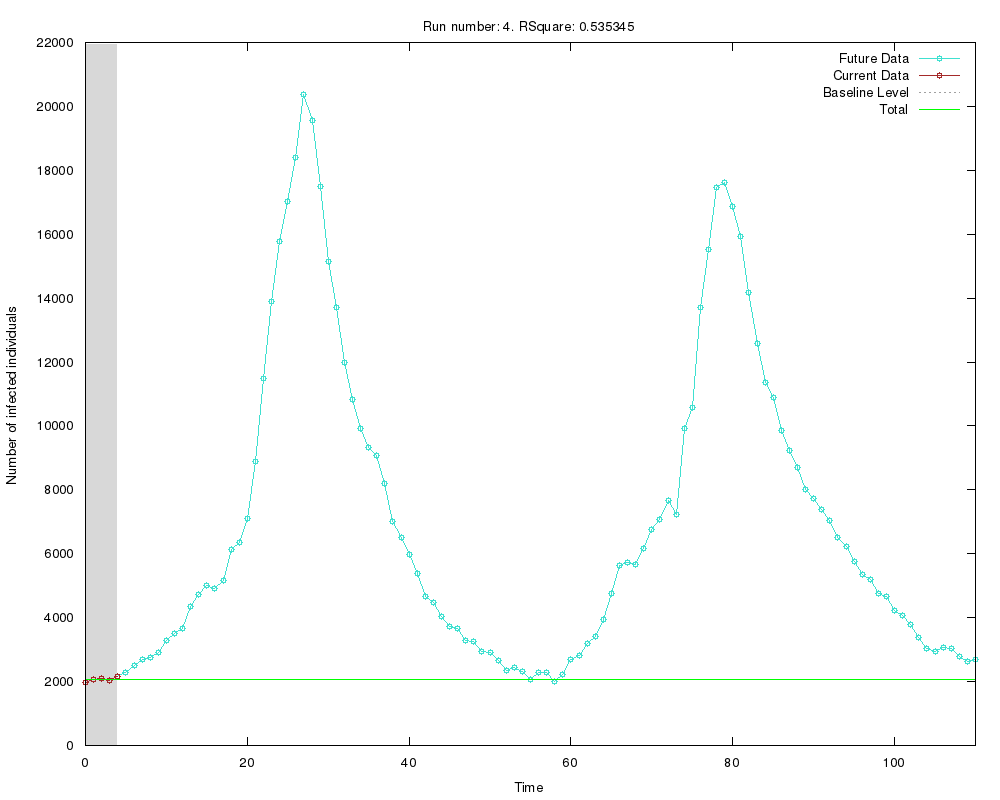 Run number: 4. RSquare: 0.535345
22000
20000
18000
16000
14000
12000
10000
8000
6000
4000
2000
0
Number of infected individuals
Future Data
Current Data
Baseline Level
Total
0 20 40 60 80 100
Time